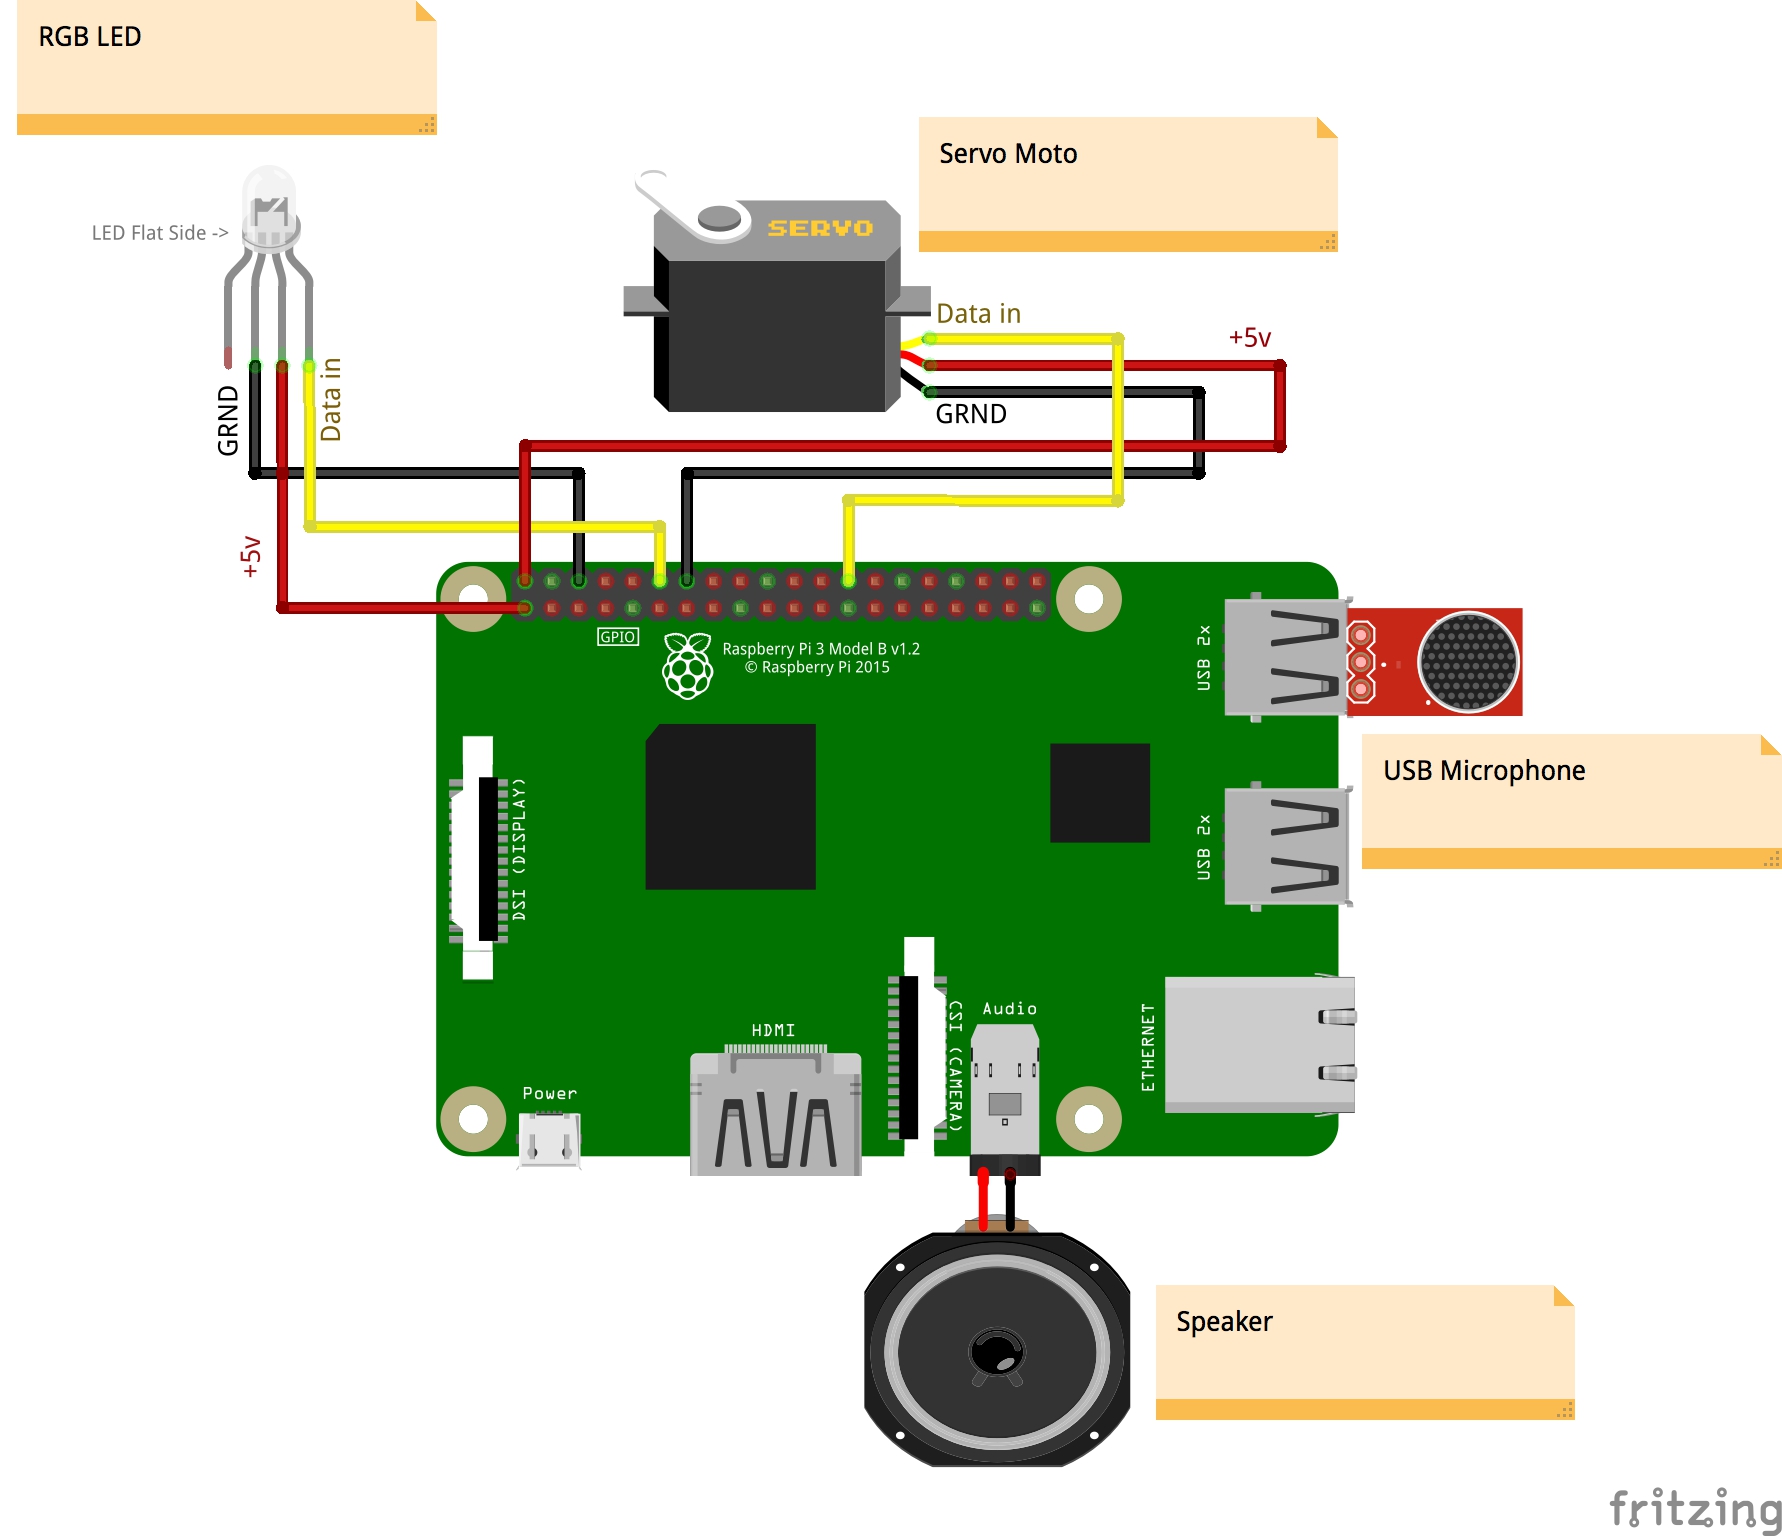 RGB LED
Servo Moto
SERVO
LED Flat Side ->
Data in
+5v
GRND
GRND
Data in
+5v
GPIO
Raspberry Pi 3 Model B v1.2
© Raspberry Pi 2015
USB 2x
USB Microphone
DSI (DISPLAY)
USB 2x
CSI (CAMERA)
Audio
ETHERNET
HDMI
Power
Speaker
fritzing